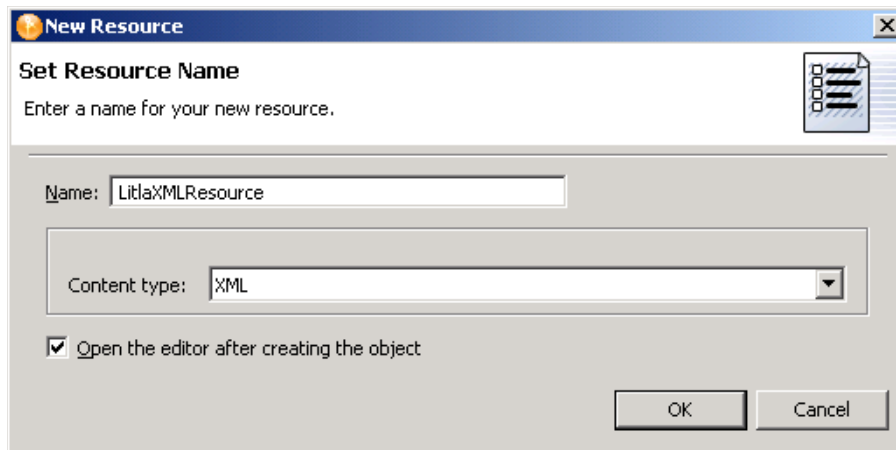 New Resource
Set Resource Name
Enter a name for your new resource.
Name: LitlaXMLResource
Content type: XML
Open the editor after creating the object
OK Cancel